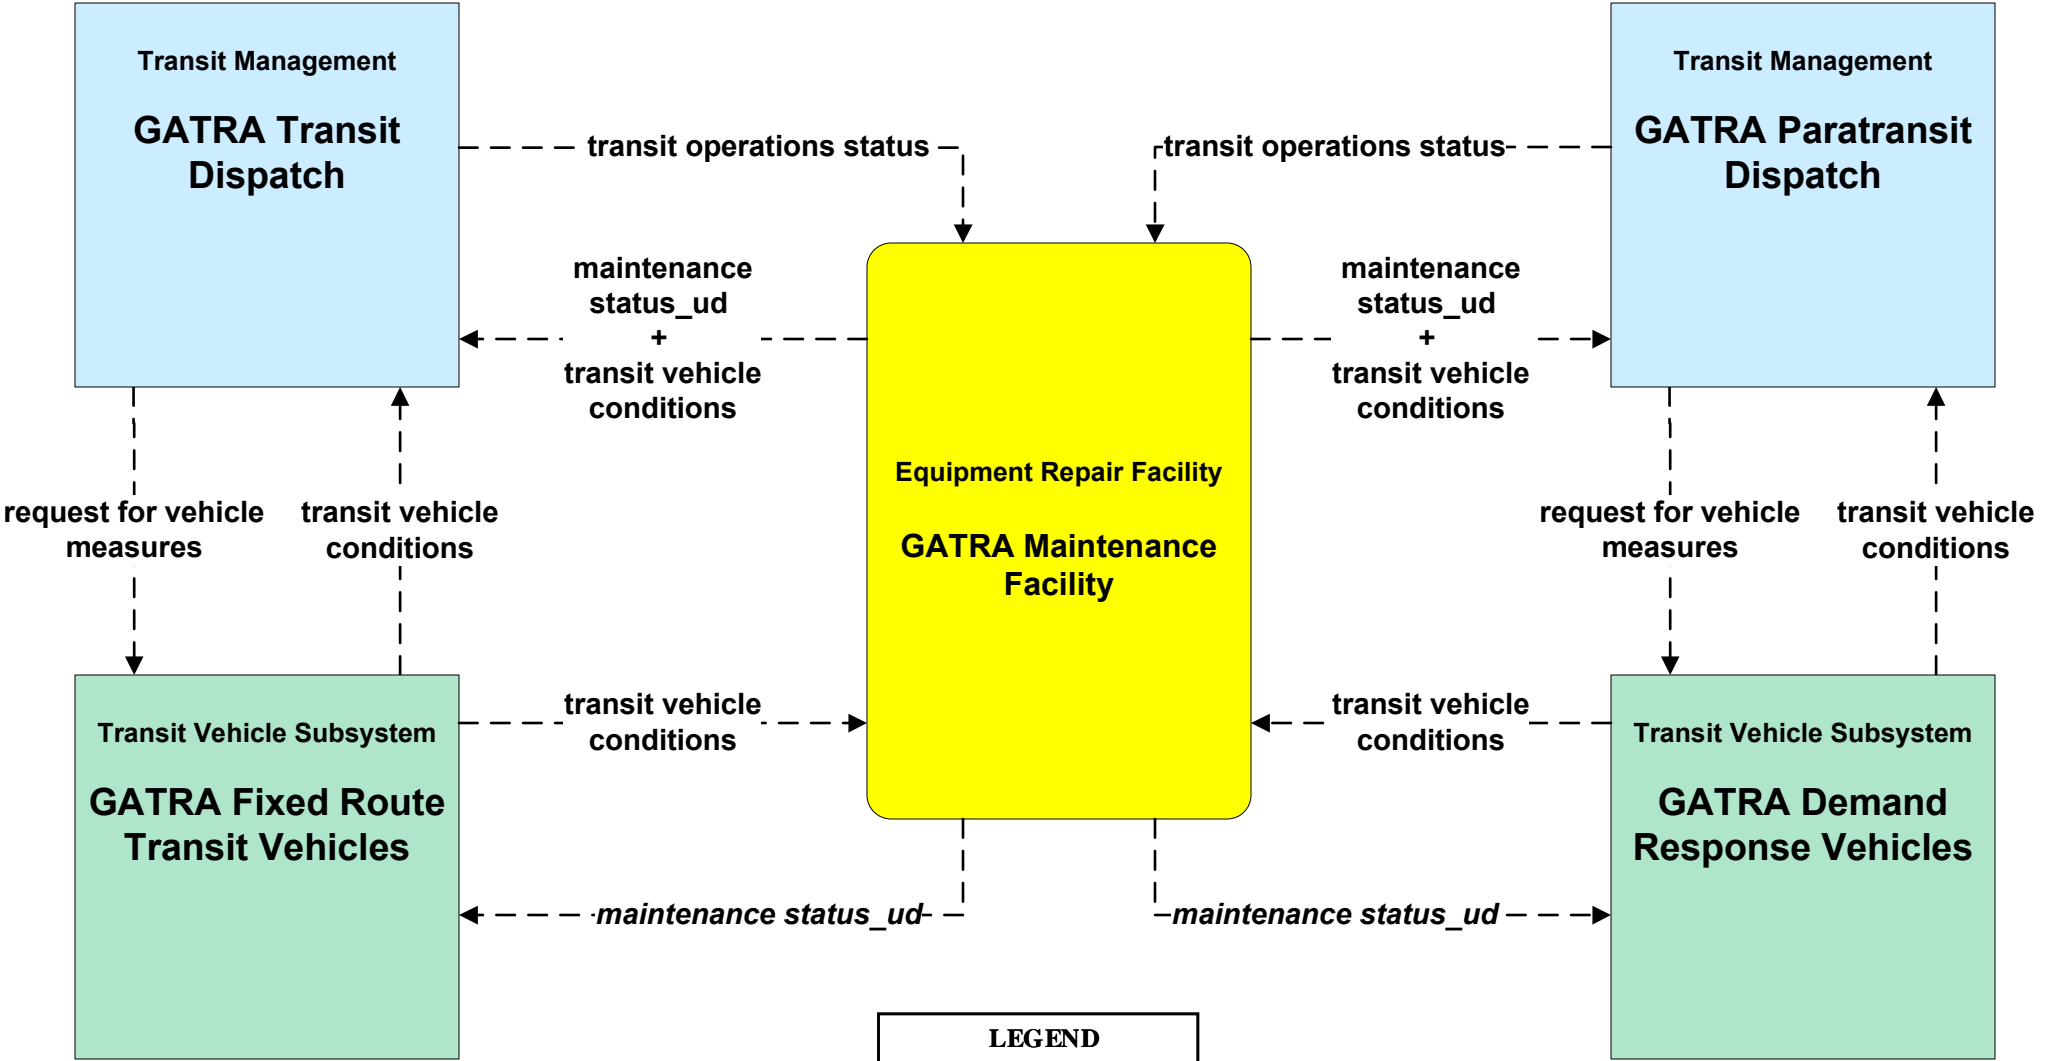 Transit Management
GATRA Transit
Dispatch
Transit Management
GATRA Paratransit
Dispatch
transit operations status
transit operations status
maintenance
status_ud
+
transit vehicle
conditions
maintenance
status_ud
+
transit vehicle
conditions
Equipment Repair Facility
GATRA Maintenance
Facility
request for vehicle
measures
transit vehicle
conditions
request for vehicle
measures
transit vehicle
conditions
Transit Vehicle Subsystem
GATRA Fixed Route
Transit Vehicles
transit vehicle
conditions
transit vehicle
conditions
Transit Vehicle Subsystem
GATRA Demand
Response Vehicles
maintenance status_ud
maintenance status_ud
LEGEND